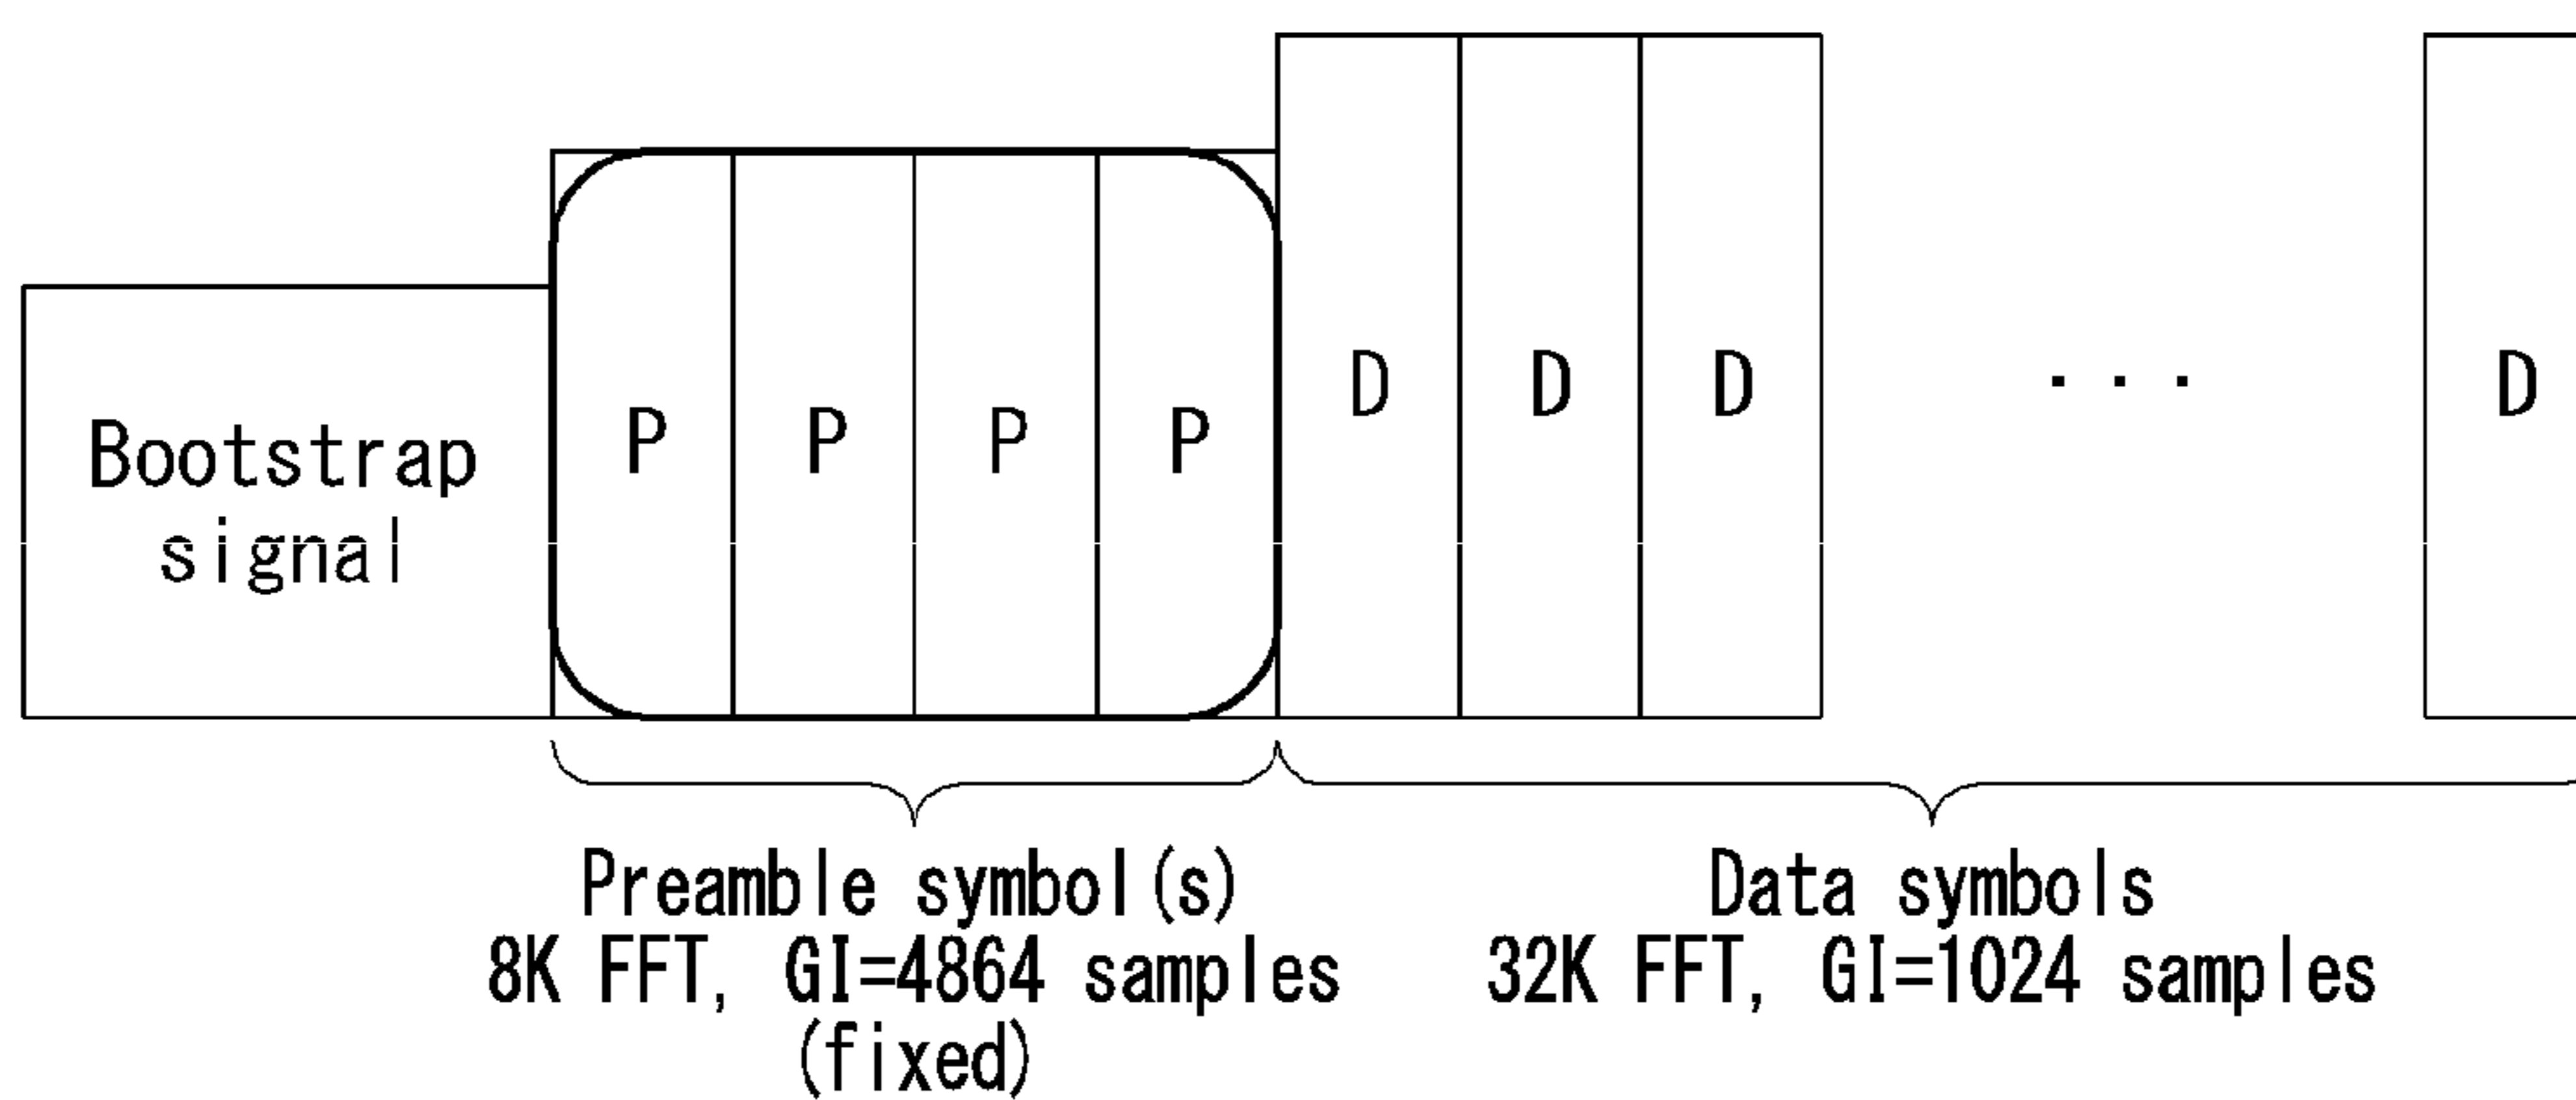 Bootstrap
signal
P P P P D D D ・・・ D
Preamble symbol(s)
8K FFT, GI=4864 samples
(fixed)
Data symbols
32K FFT, GI=1024 samples